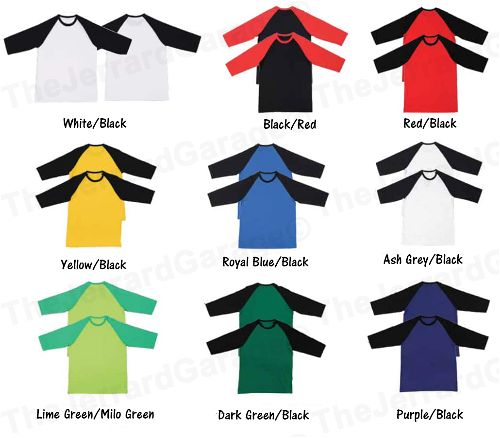 White/Black
Black/Red
Red/Black
Yellow/Black
Royal Blue/Black
Ash Grey/Black
Lime Green/Milo Green
Dark Green/Black
Purple/Black
TheJerrardGarage©